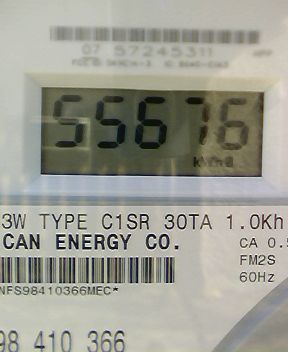 07 57245311
55676
kWh
3W TYPE C1SR 30TA 1.0Kh
CAN ENERGY CO.
CA 0.5
FM2S
60Hz
NFS98410366MEC*
98 410 366